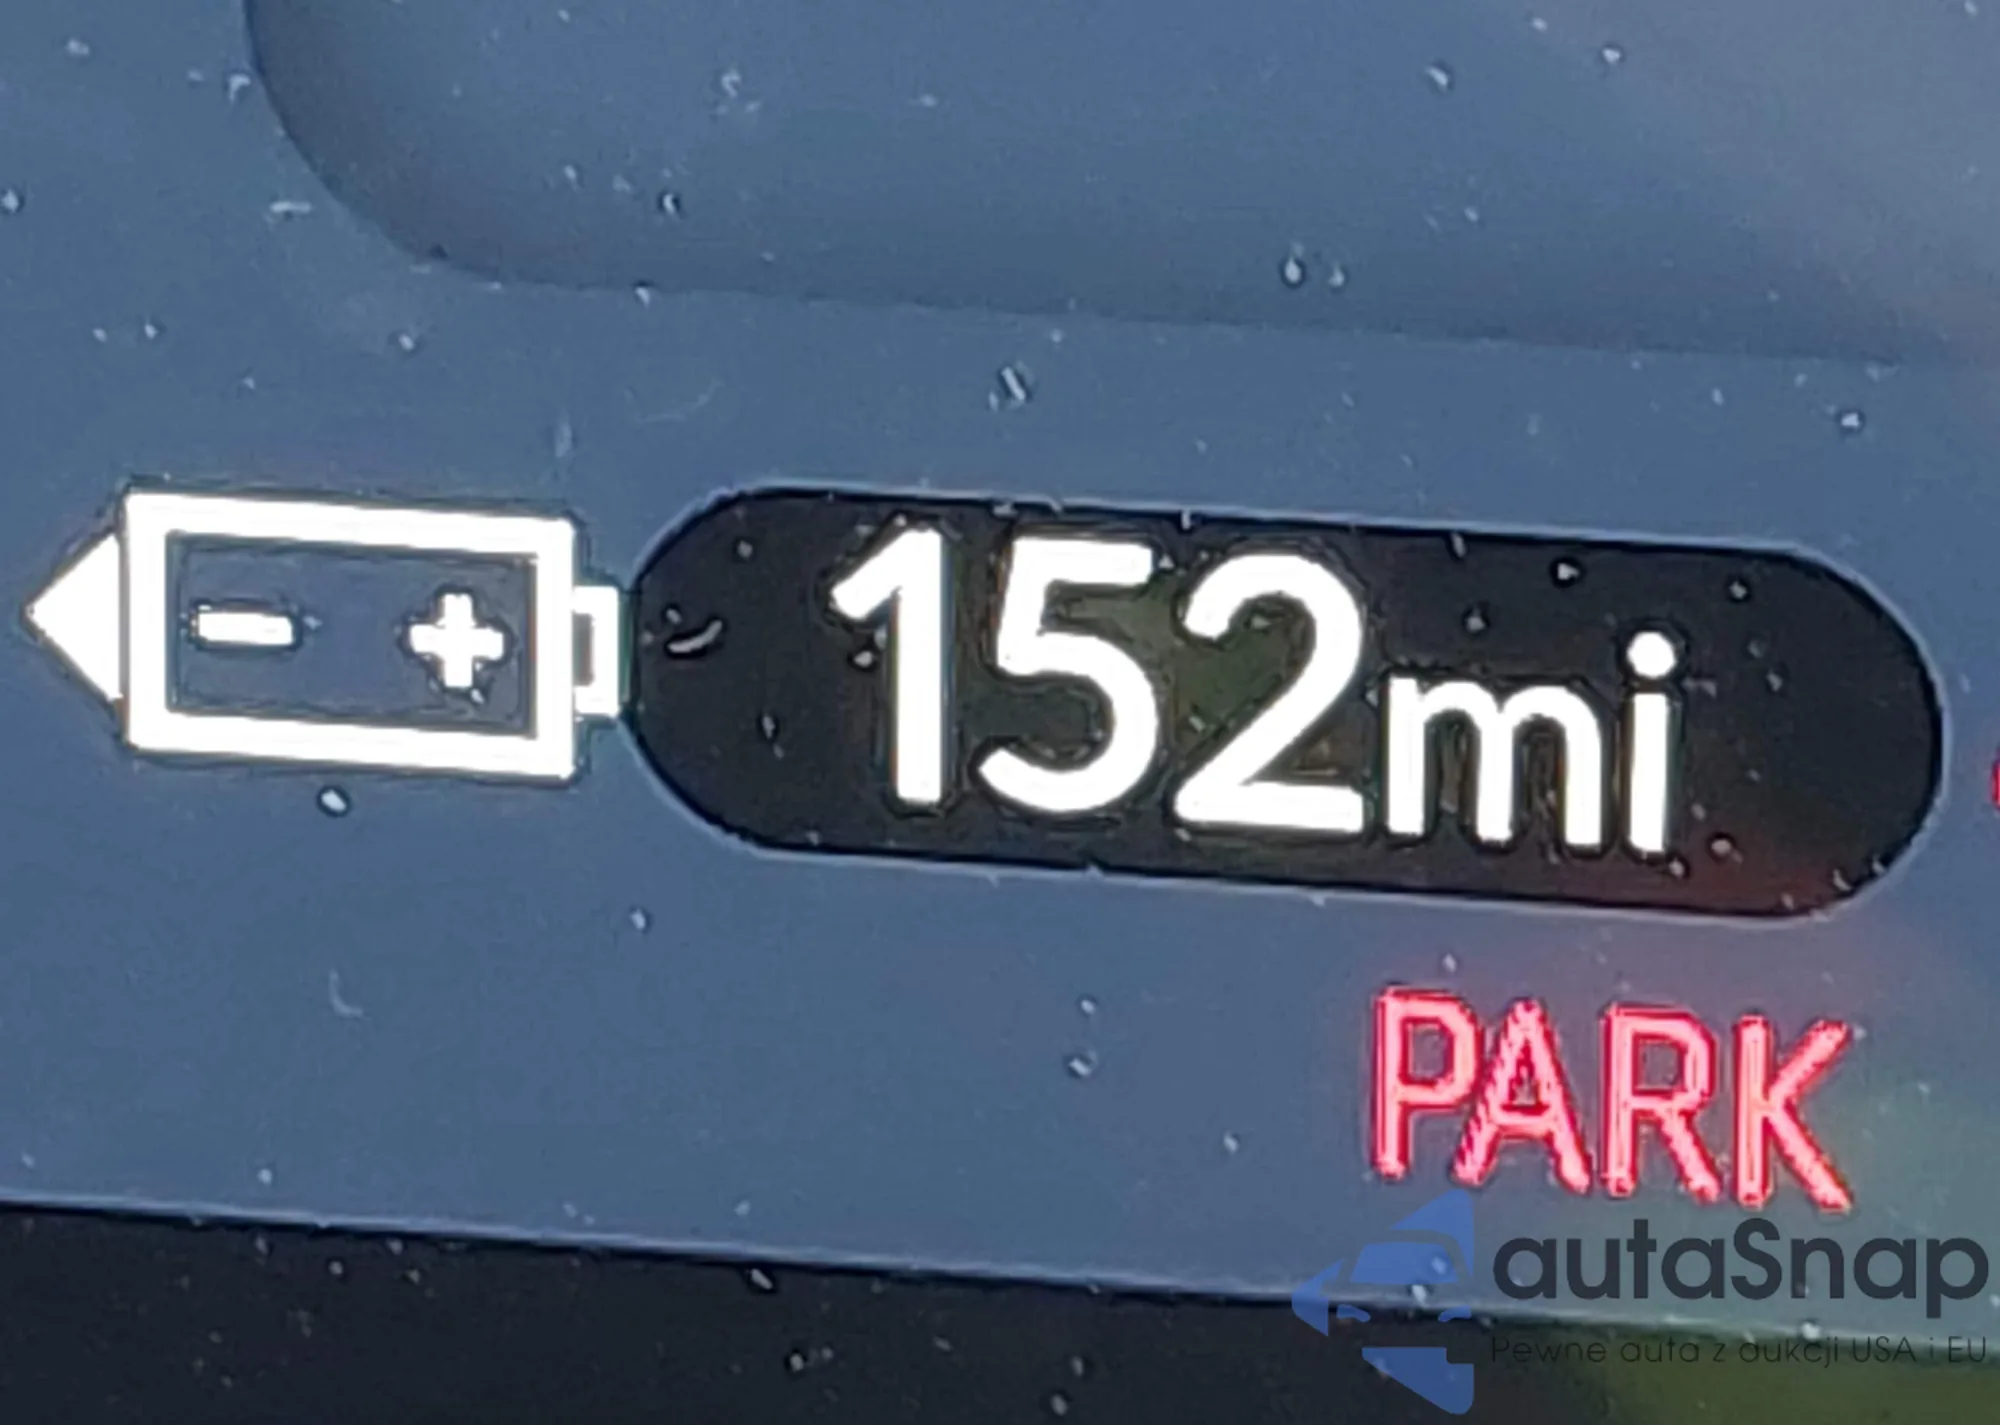 152mi
PARK
autaSnap
Pewne auta z aukcji USA i EU